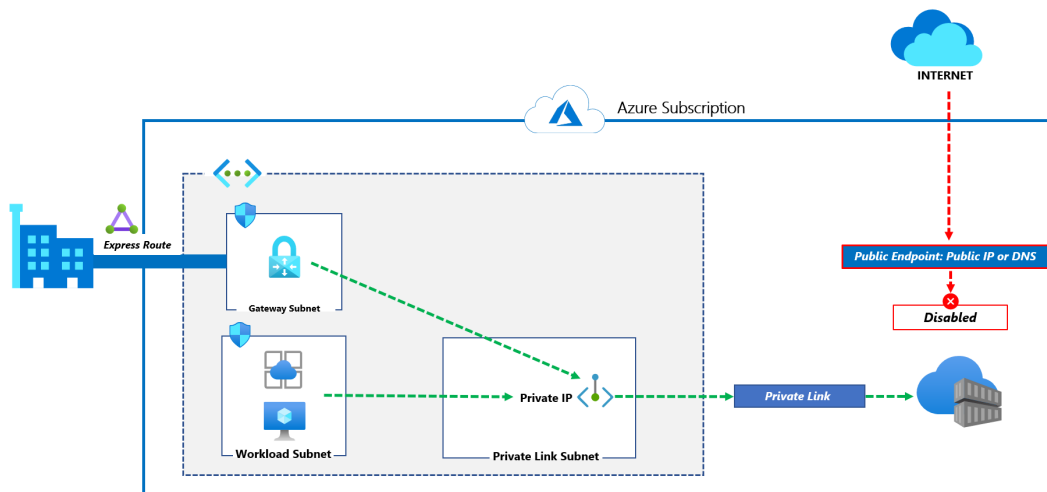 INTERNET
Azure Subscription
Express Route
Public Endpoint: Public IP or DNS
Gateway Subnet
Disabled
Private IP
Private Link
Workload Subnet
Private Link Subnet